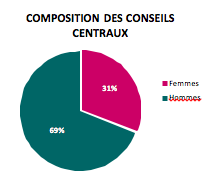 COMPOSITION DES CONSEILS
CENTRAUX
31%
69%
Femmes
Hommes